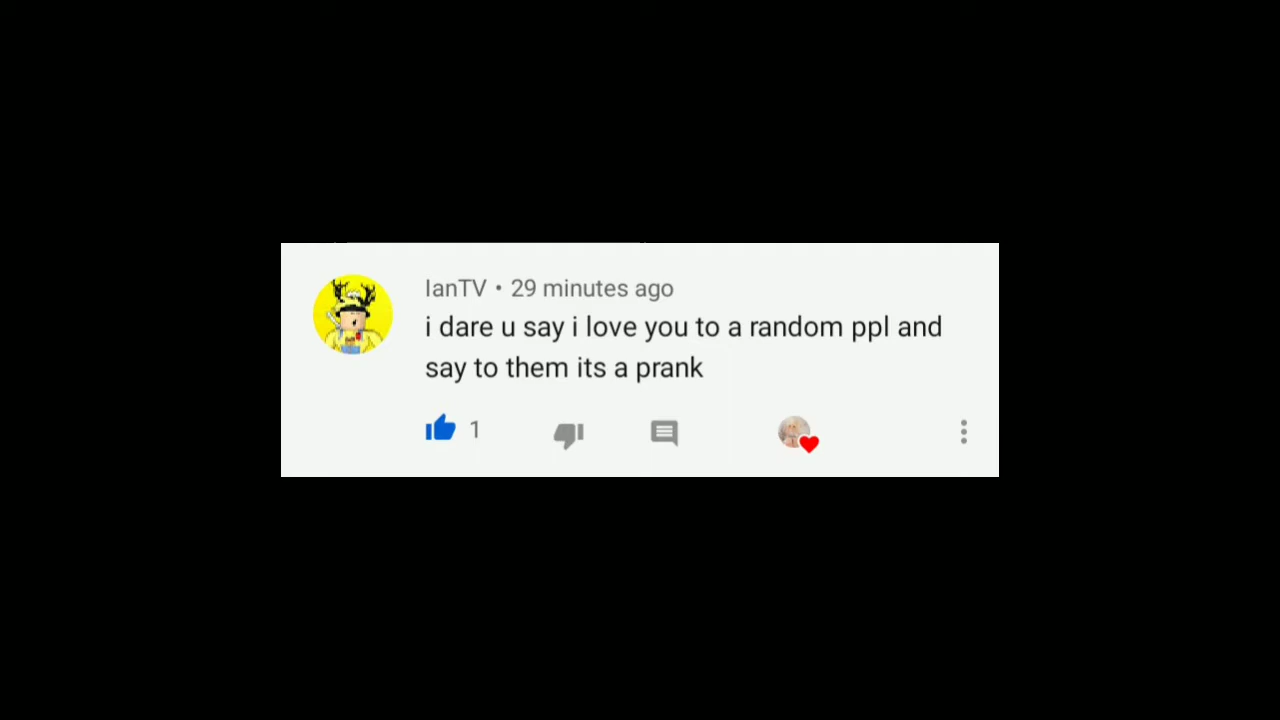 IanTV • 29 minutes ago
i dare u say i love you to a random ppl and
say to them its a prank
1